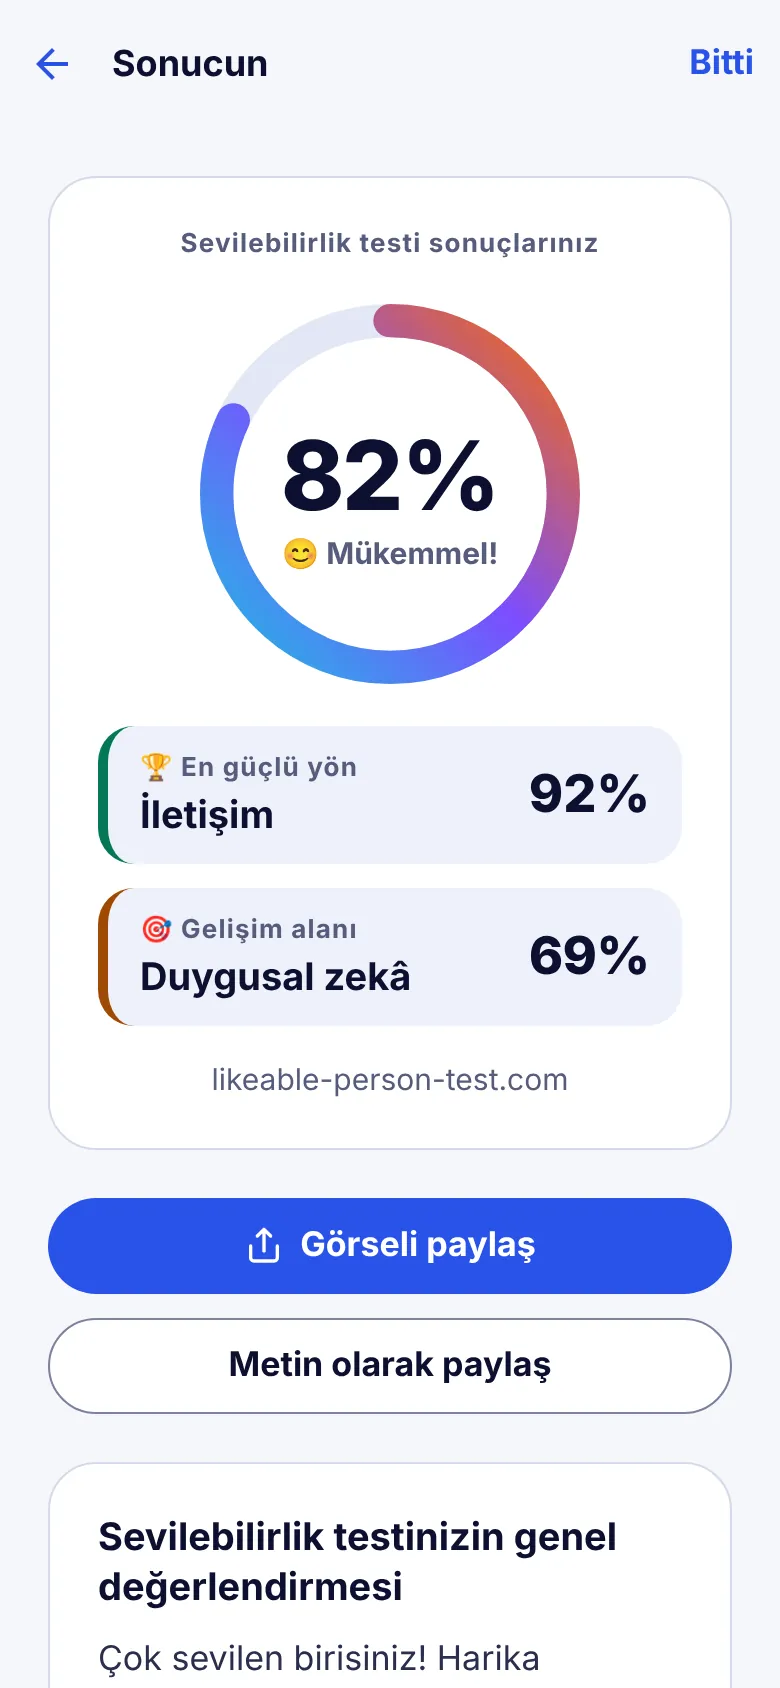 Sonucun
Bitti
Sevilebilirlik testi sonuçlarınız
82%
😊 Mükemmel!
🏆 En güçlü yön
İletişim
92%
🎯 Gelişim alanı
Duygusal zekâ
69%
likeable-person-test.com
Görseli paylaş
Metin olarak paylaş
Sevilebilirlik testinizin genel
değerlendirmesi
Çok sevilen birisiniz! Harika